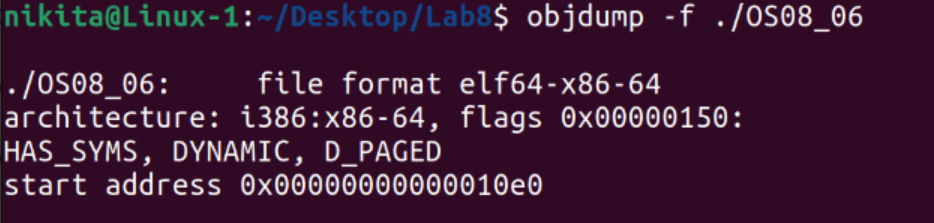 nikita@Linux-1:~/Desktop/Lab8$ objdump -f ./OS08_06
./OS08_06:     file format elf64-x86-64
architecture: i386:x86-64, flags 0x00000150:
HAS_SYMS, DYNAMIC, D_PAGED
start address 0x00000000000010e0